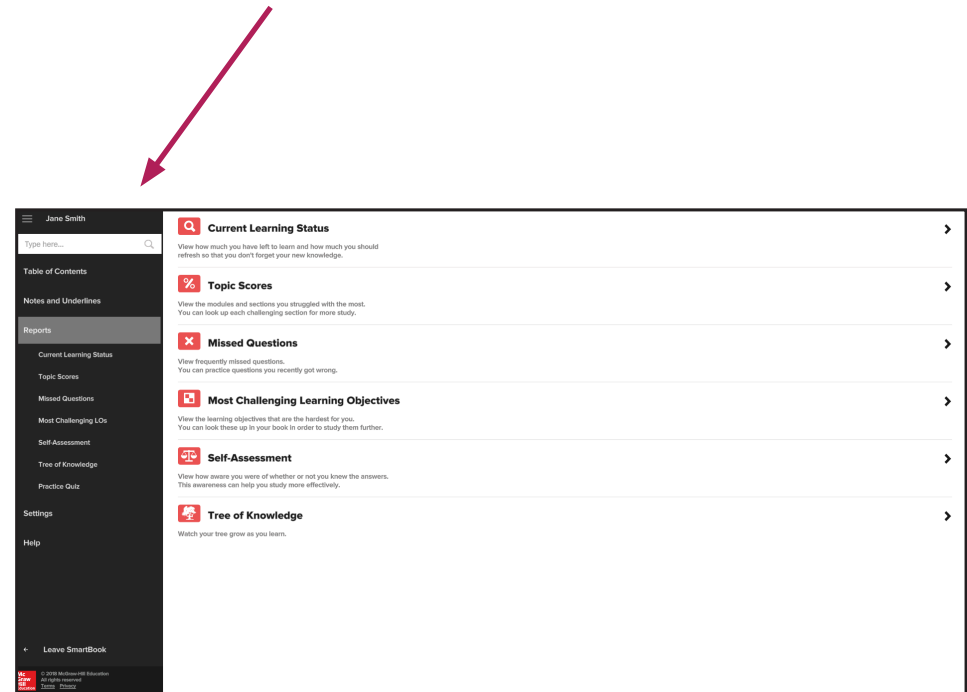 Jane Smith
Type here...
Table of Contents
Notes and Underlines
Reports
Current Learning Status
Topic Scores
Missed Questions
Most Challenging LOs
Self-Assessment
Tree of Knowledge
Practice Quiz
Settings
Help
← Leave SmartBook
Mc
Graw
Hill
Education
© 2018 McGraw-Hill Education
All rights reserved
Terms Privacy
Current Learning Status
View how much you have left to learn and how much you should
refresh so that you don't forget your new knowledge.
% Topic Scores
View the modules and sections you struggled with the most.
You can look up each challenging section for more study.
Missed Questions
View frequently missed questions.
You can practice questions you recently got wrong.
Most Challenging Learning Objectives
View the learning objectives that are the hardest for you.
You can look these up in your book in order to study them further.
Self-Assessment
View how aware you were of whether or not you knew the answers.
This awareness can help you study more effectively.
Tree of Knowledge
Watch your tree grow as you learn.